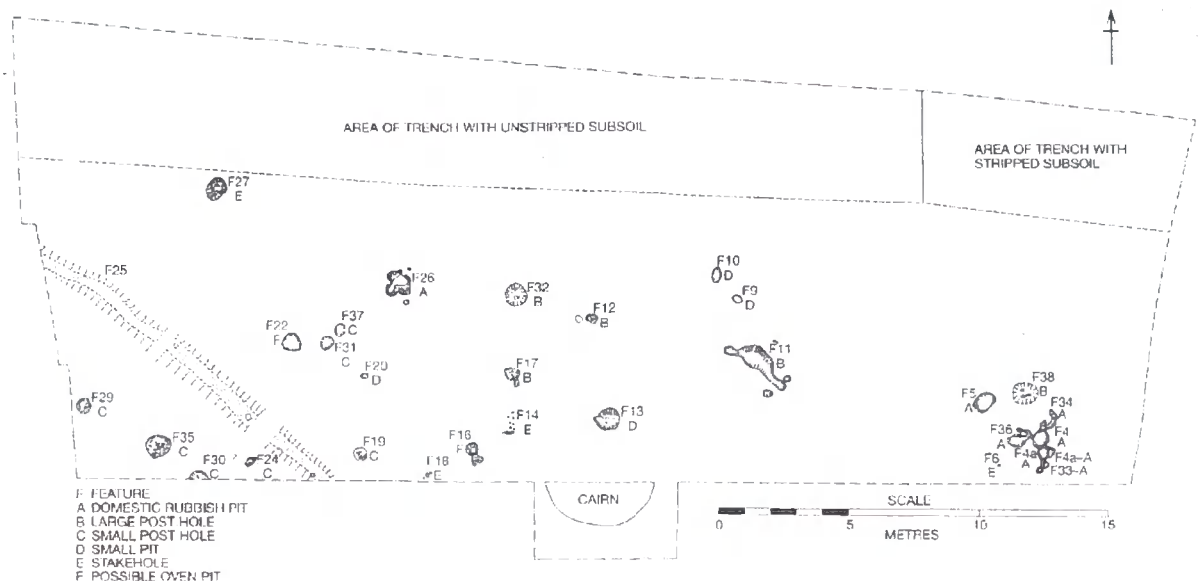 AREA OF TRENCH WITH UNSTRIPPED SUBSOIL
AREA OF TRENCH WITH
STRIPPED SUBSOIL
F27
E
F25
F26
A
F32
B
F12
B
F10
D
F9
D
F37
C
F22
F
F31
C
F20
D
F17
B
F11
B
F29
C
F35
C
F30
C
F24
C
F19
C
F18
E
F16
F
F14
E
F13
D
F5
A
F38
B
F34
A
F36
A
F4
A
F4a
A
F4a-A
F33-A
F6
E
CAIRN
SCALE
0 5 10 15
METRES
F FEATURE
A DOMESTIC RUBBISH PIT
B LARGE POST HOLE
C SMALL POST HOLE
D SMALL PIT
E STAKEHOLE
F POSSIBLE OVEN PIT